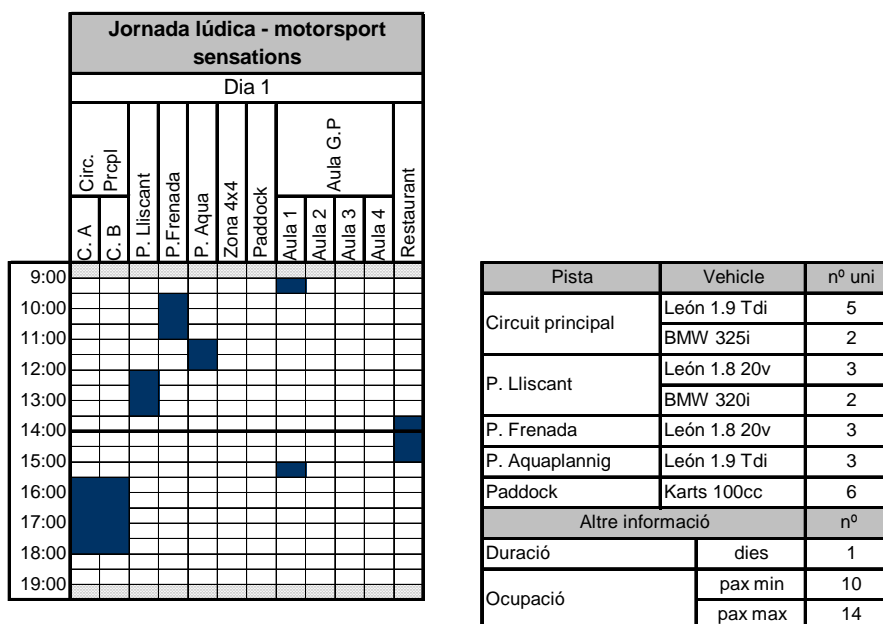 Jornada lúdica - motorsport
sensations
Dia 1
Circ.
Prcpl
P. Lliscant
P.Frenada
P. Aqua
Zona 4x4
Paddock
Aula G.P
Restaurant
C. A
C. B
Aula 1
Aula 2
Aula 3
Aula 4
9:00
10:00
11:00
12:00
13:00
14:00
15:00
16:00
17:00
18:00
19:00
Pista Vehicle nº uni
Circuit principal León 1.9 Tdi 5
BMW 325i 2
P. Lliscant León 1.8 20v 3
BMW 320i 2
P. Frenada León 1.8 20v 3
P. Aquaplannig León 1.9 Tdi 3
Paddock Karts 100cc 6
Altre informació nº
Duració dies 1
Ocupació pax min 10
pax max 14